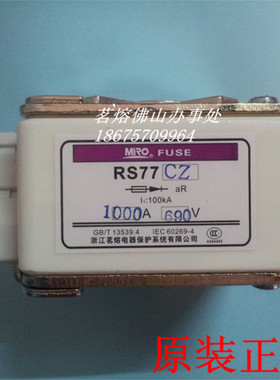 茗熔佛山办事处
18675709964
MIRO FUSE
RS77 CZ
aR
I₁:100kA
1000A 690V
GB/T 13539.4 IEC 60269-4
浙江茗熔电器保护系统有限公司
原装正